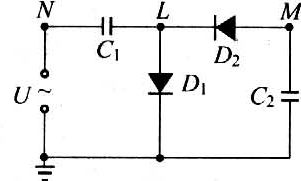 N L M
C₁ D₂
U ~ D₁ C₂